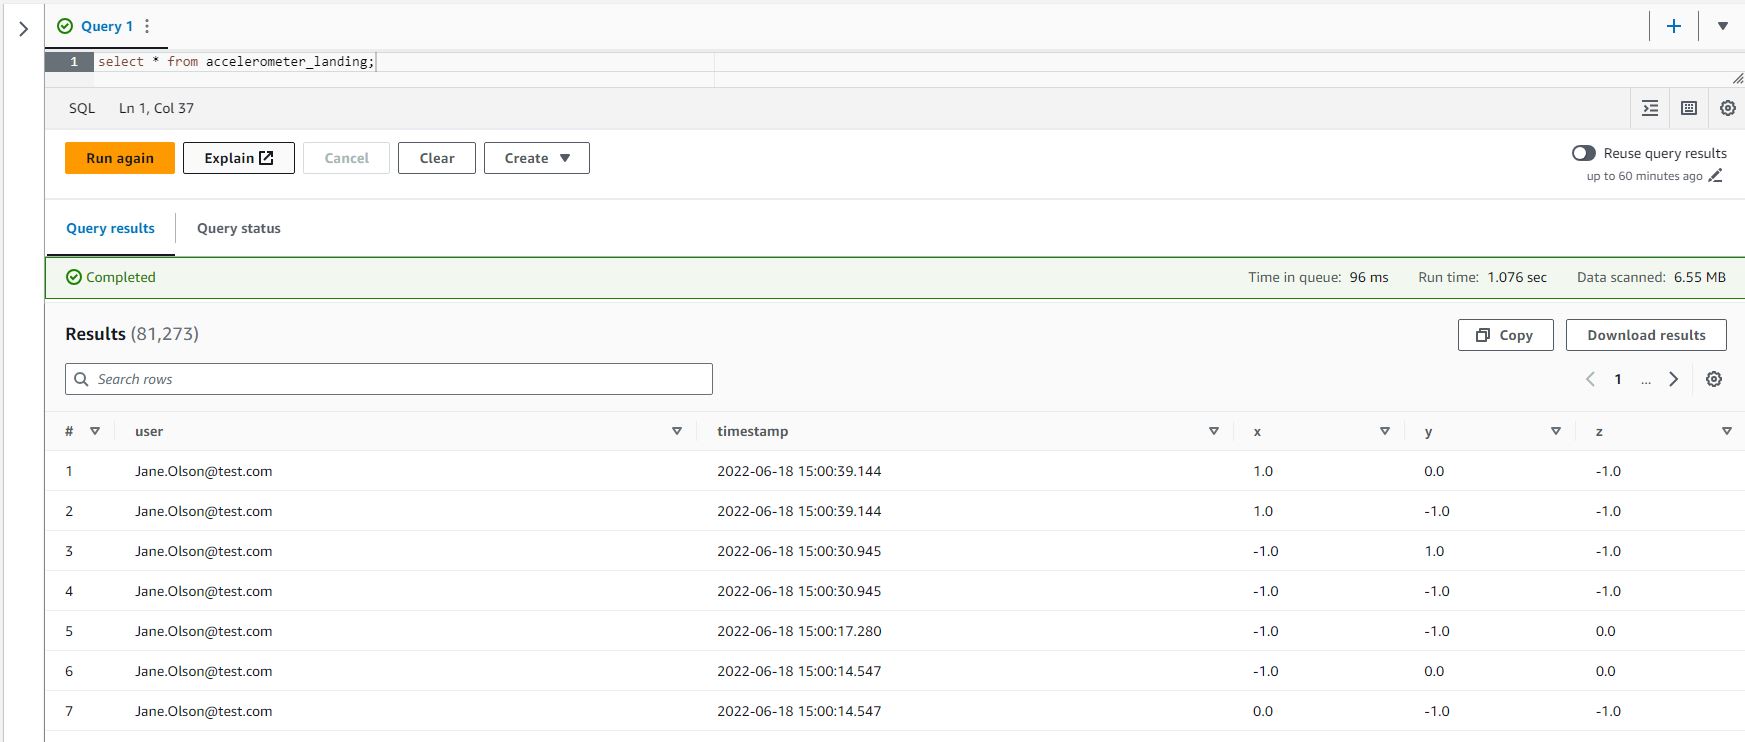 Query 1
1 select * from accelerometer_landing;
SQL Ln 1, Col 37
Run again Explain Cancel Clear Create Reuse query results
up to 60 minutes ago
Query results Query status
Completed Time in queue: 96 ms Run time: 1.076 sec Data scanned: 6.55 MB
Results (81,273) Copy Download results
Search rows 1 ...
# user timestamp x y z
1 Jane.Olson@test.com 2022-06-18 15:00:39.144 1.0 0.0 -1.0
2 Jane.Olson@test.com 2022-06-18 15:00:39.144 1.0 -1.0 -1.0
3 Jane.Olson@test.com 2022-06-18 15:00:30.945 -1.0 1.0 -1.0
4 Jane.Olson@test.com 2022-06-18 15:00:30.945 -1.0 -1.0 -1.0
5 Jane.Olson@test.com 2022-06-18 15:00:17.280 -1.0 -1.0 0.0
6 Jane.Olson@test.com 2022-06-18 15:00:14.547 -1.0 0.0 0.0
7 Jane.Olson@test.com 2022-06-18 15:00:14.547 0.0 -1.0 -1.0